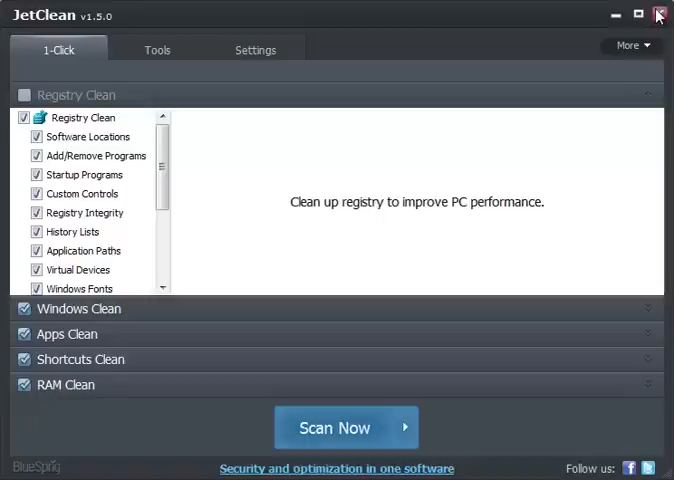 JetClean v1.5.0
1-Click
Tools
Settings
More
Registry Clean
Registry Clean
Software Locations
Add/Remove Programs
Startup Programs
Custom Controls
Registry Integrity
History Lists
Application Paths
Virtual Devices
Windows Fonts
Clean up registry to improve PC performance.
Windows Clean
Apps Clean
Shortcuts Clean
RAM Clean
Scan Now
BlueSprig
Security and optimization in one software
Follow us: